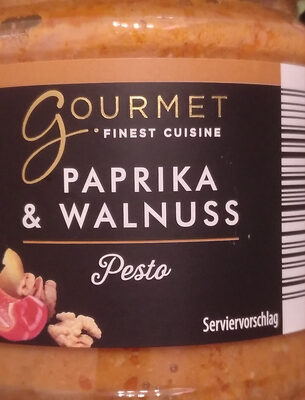 GOURMET
FINEST CUISINE
PAPRIKA
& WALNUSS
Pesto
Serviervorschlag